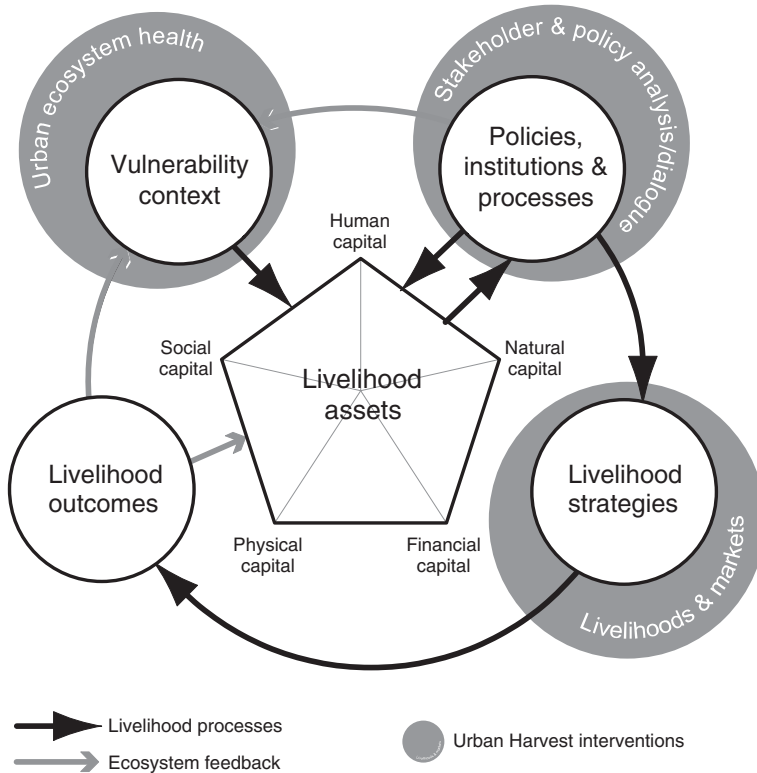 Urban ecosystem health
Stakeholder & policy analysis/dialogue
Vulnerability
context
Policies,
institutions &
processes
Human
capital
Social
capital
Natural
capital
Livelihood
assets
Livelihood
outcomes
Livelihood
strategies
Physical
capital
Financial
capital
Livelihoods & markets
Livelihood processes
Ecosystem feedback
Urban Harvest interventions